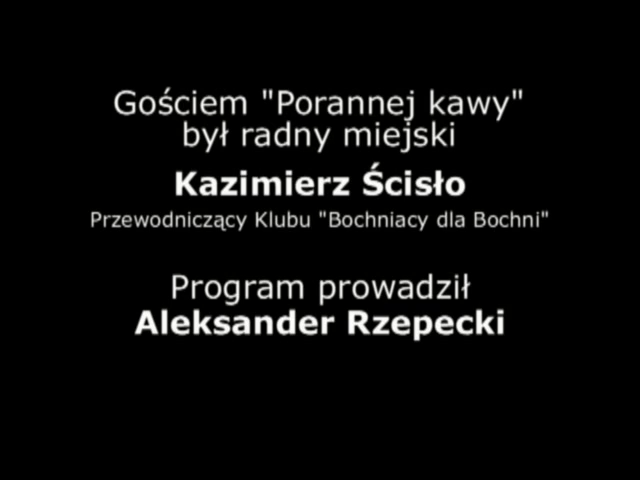 Gościem "Porannej kawy"
był radny miejski
Kazimierz Ścisło
Przewodniczący Klubu "Bochniacy dla Bochni"
Program prowadził
Aleksander Rzepecki